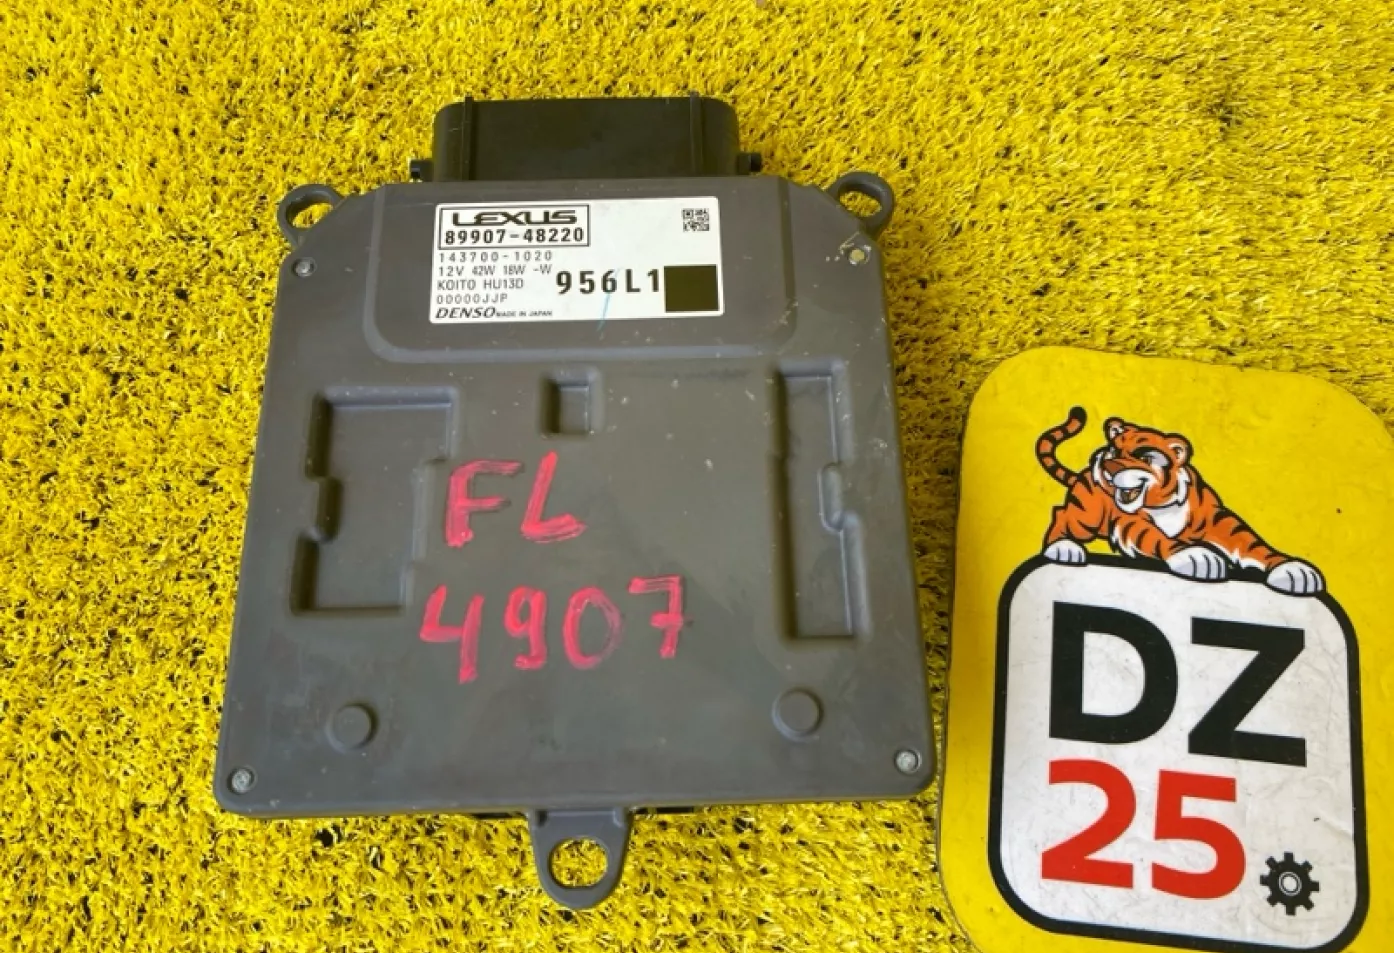 LEXUS
89907-48220
143700-1020
12V 42W 18W -W
KOITO HU13D
956L1
00000JJP
DENSO MADE IN JAPAN
FL
4907
DZ
25